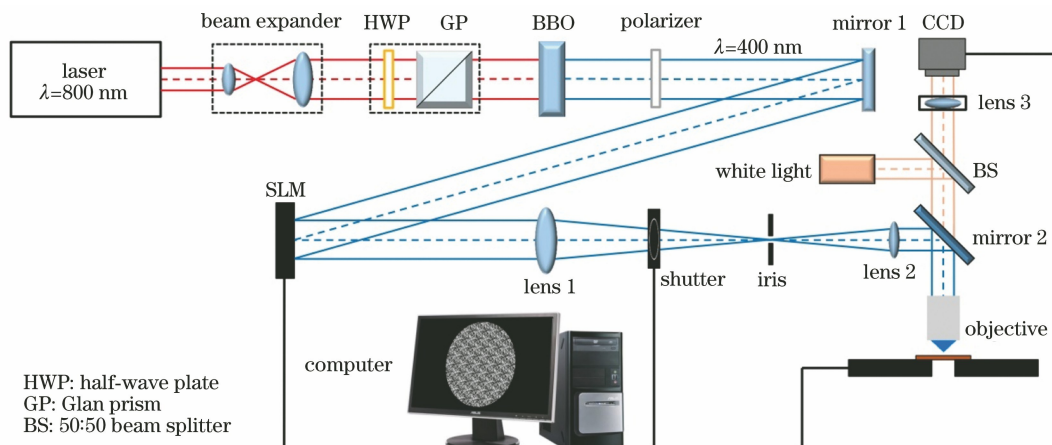 beam expander
HWP
GP
BBO
polarizer
mirror 1
CCD
laser
λ=800 nm
λ=400 nm
lens 3
white light
BS
SLM
mirror 2
lens 1
shutter
iris
lens 2
objective
computer
HWP: half-wave plate
GP: Glan prism
BS: 50:50 beam splitter